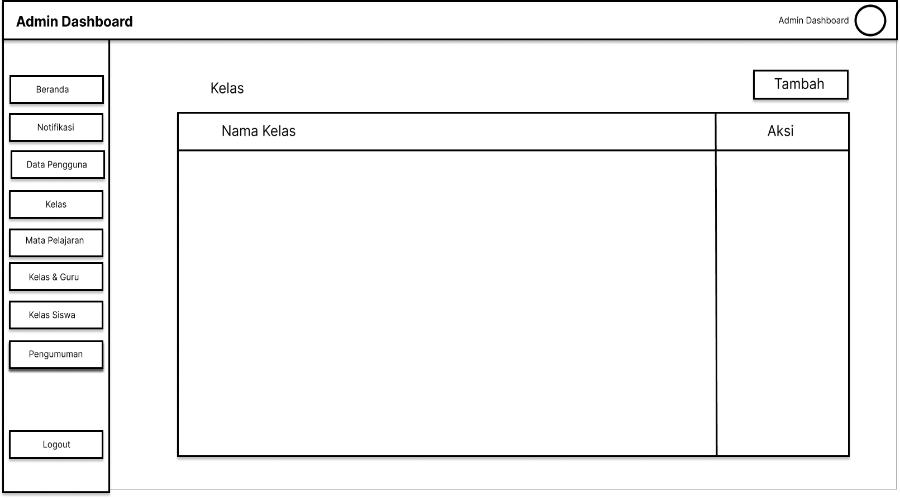 Admin Dashboard
Admin Dashboard
Beranda
Notifikasi
Data Pengguna
Kelas
Mata Pelajaran
Kelas & Guru
Kelas Siswa
Pengumuman
Logout
Kelas
Tambah
Nama Kelas
Aksi